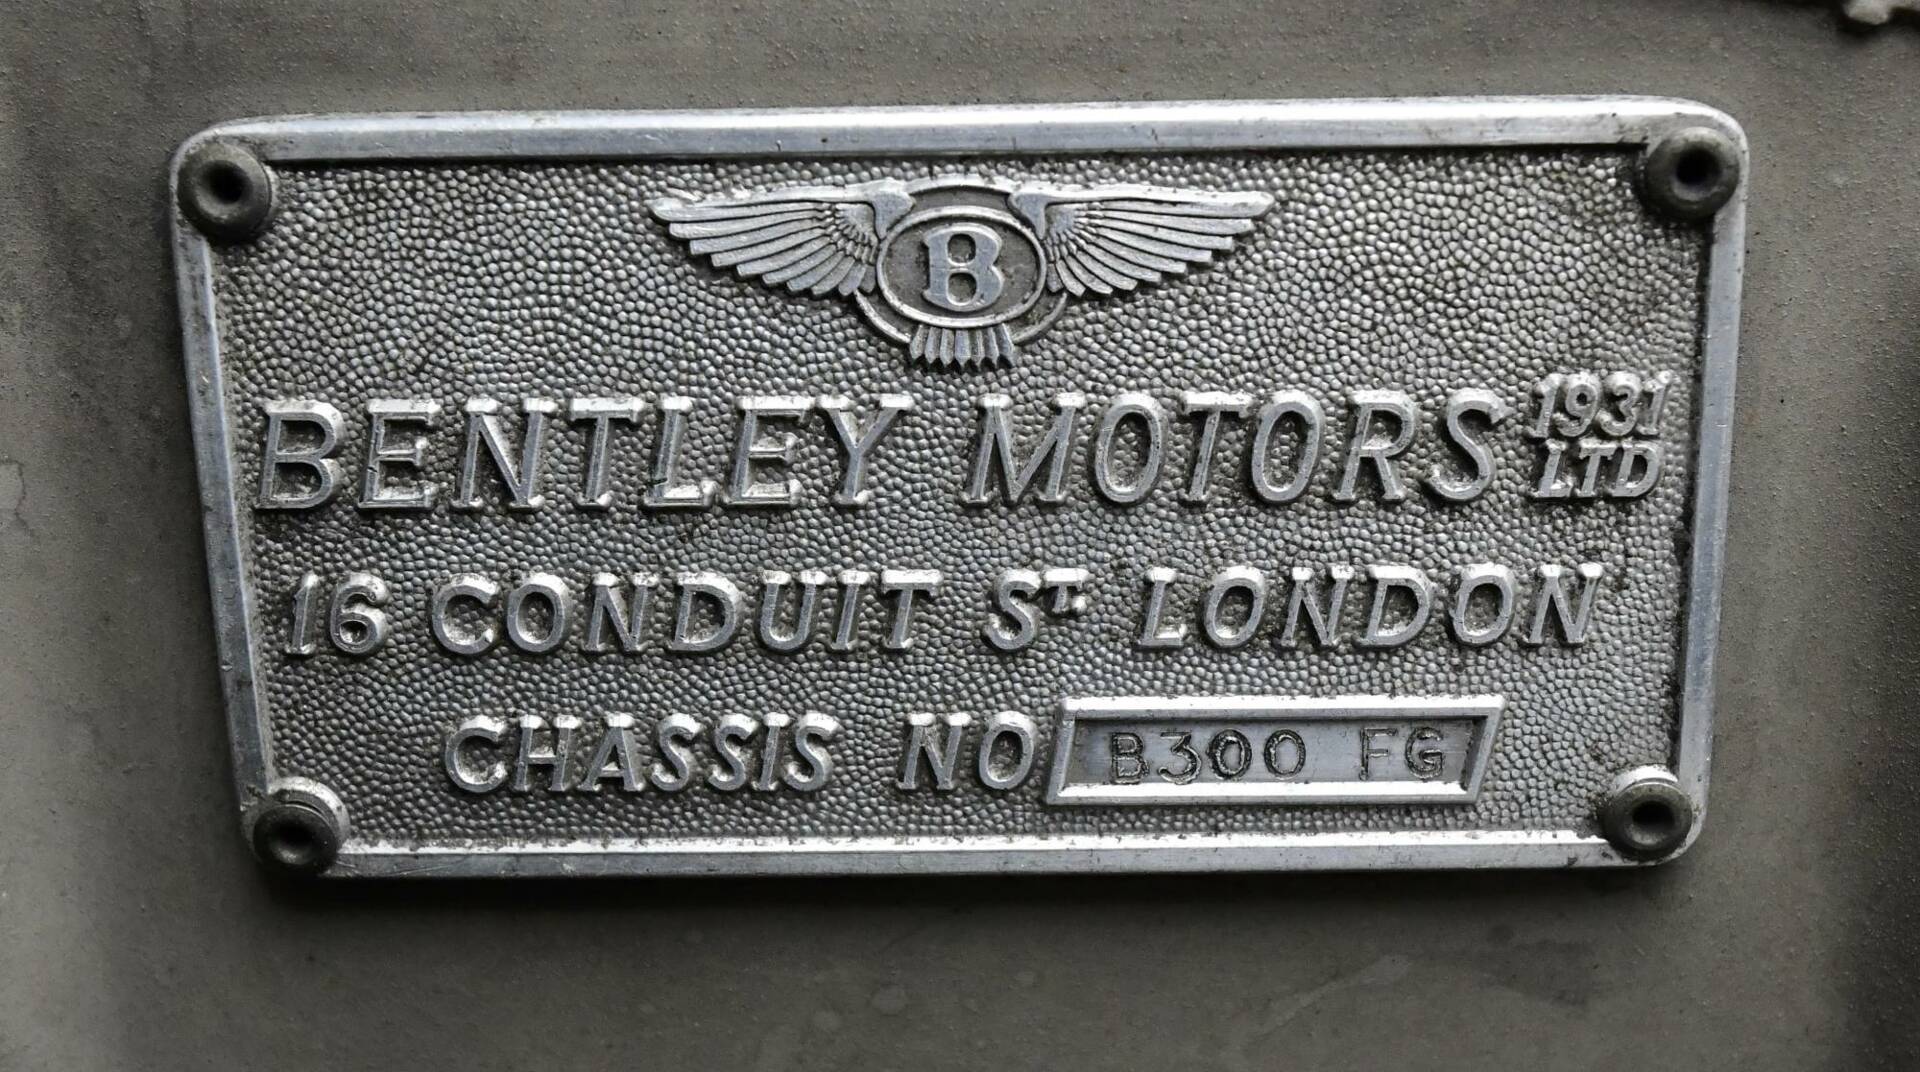 B
BENTLEY MOTORS 1931 LTD
16 CONDUIT ST. LONDON
CHASSIS NO B300 FG